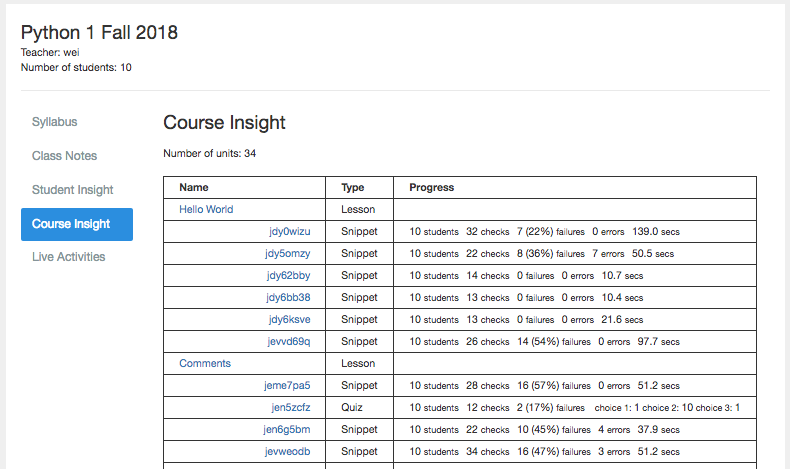 Python 1 Fall 2018
Teacher: wei
Number of students: 10
Syllabus
Class Notes
Student Insight
Course Insight
Live Activities
Course Insight
Number of units: 34
Name Type Progress
Hello World Lesson
jdy0wizu Snippet 10 students 32 checks 7 (22%) failures 0 errors 139.0 secs
jdy5omzy Snippet 10 students 22 checks 8 (36%) failures 7 errors 50.5 secs
jdy62bby Snippet 10 students 14 checks 0 failures 0 errors 10.7 secs
jdy6bb38 Snippet 10 students 13 checks 0 failures 0 errors 10.4 secs
jdy6ksve Snippet 10 students 13 checks 0 failures 0 errors 21.6 secs
jevvd69q Snippet 10 students 26 checks 14 (54%) failures 0 errors 97.7 secs
Comments Lesson
jeme7pa5 Snippet 10 students 28 checks 16 (57%) failures 0 errors 51.2 secs
jen5zcfz Quiz 10 students 12 checks 2 (17%) failures choice 1: 1 choice 2: 10 choice 3: 1
jen6g5bm Snippet 10 students 22 checks 10 (45%) failures 4 errors 37.9 secs
jevweodb Snippet 10 students 34 checks 16 (47%) failures 3 errors 51.2 secs